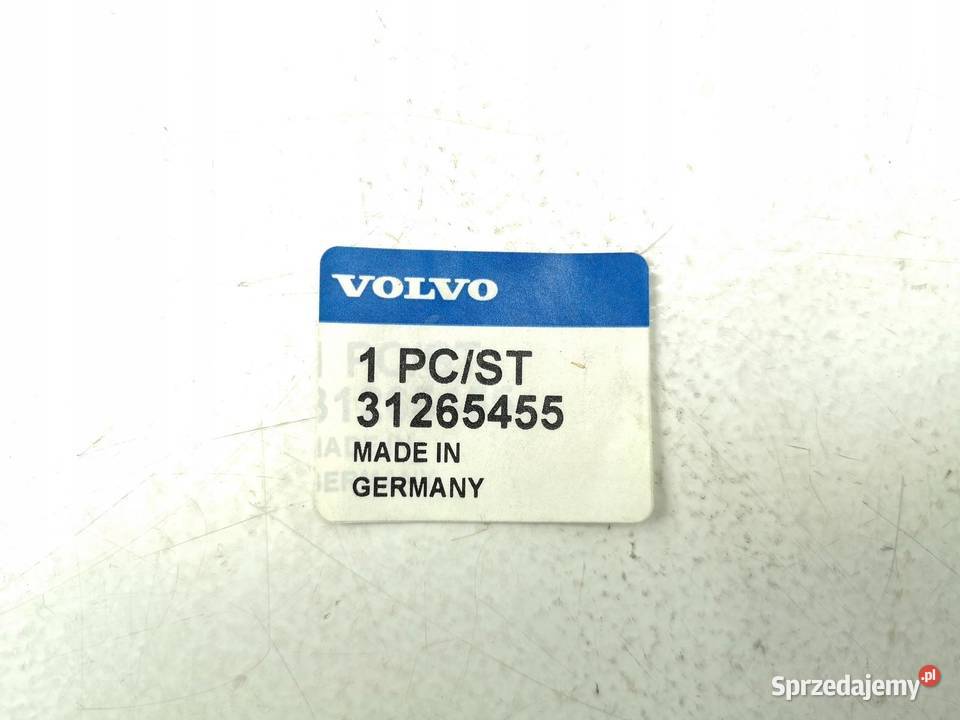 VOLVO
1 PC/ST
31265455
MADE IN
GERMANY
Sprzedajemy.pl